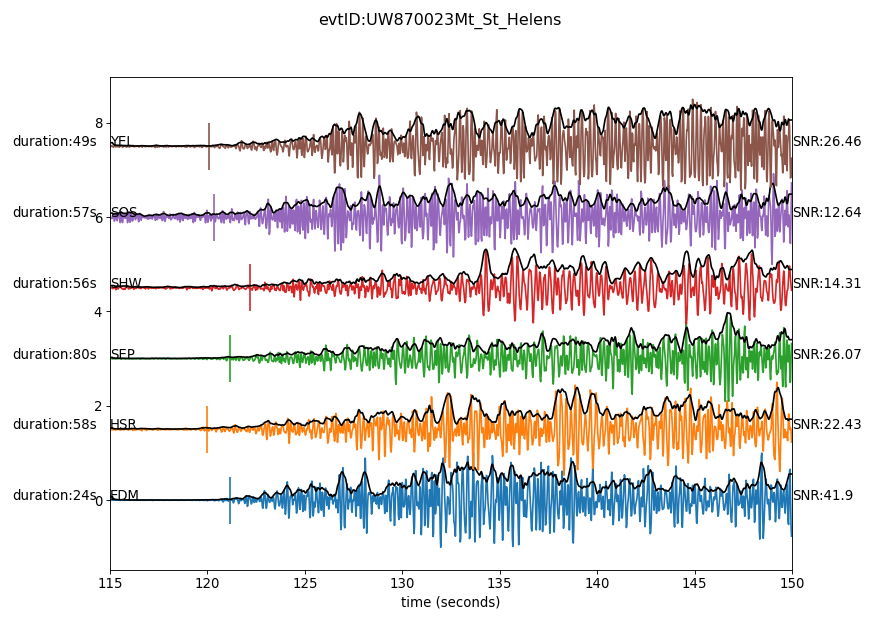 evtID:UW870023Mt_St_Helens
8
duration:49s YEL SNR:26.46
duration:57s SOS SNR:12.64
6
duration:56s SHW SNR:14.31
4
duration:80s SEP SNR:26.07
2
duration:58s HSR SNR:22.43
duration:24s EDM SNR:41.9
0
115 120 125 130 135 140 145 150
time (seconds)